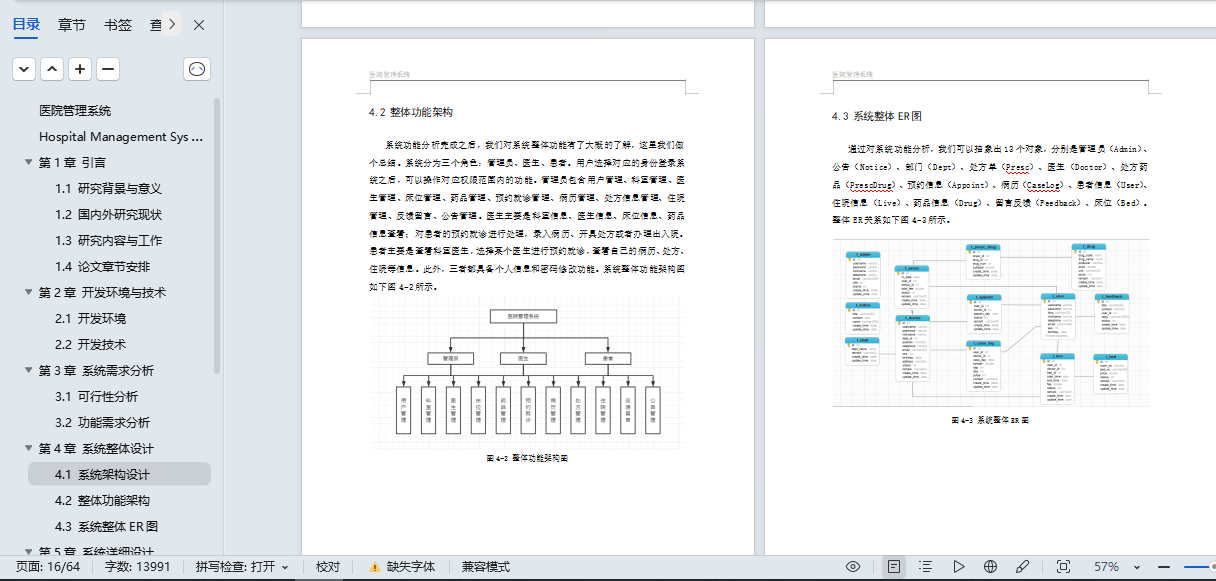 目录 章节 书签 查
医院管理系统
Hospital Management Sys ...
第 1 章 引言
1.1 研究背景与意义
1.2 国内外研究现状
1.3 研究内容与工作
1.4 论文章节安排
第 2 章 开发环境与技术
2.1 开发环境
2.2 开发技术
第 3 章 系统需求分析
3.1 可行性分析
3.2 功能需求分析
第 4 章 系统整体设计
4.1 系统架构设计
4.2 整体功能架构
4.3 系统整体 ER 图
第 5 章 系统详细设计
医院管理系统
4.2 整体功能架构
系统功能分析完成之后，我们对系统整体功能有了大概的了解，这里我们做
个总结。系统分为三个角色：管理员、医生、患者。用户选择对应的身份登录系
统之后，可以操作对应权限范围内的功能。管理员包含用户管理、科室管理、医
生管理、床位管理、药品管理、预约就诊管理、病历管理、处方信息管理、住院
管理、反馈留言、公告管理。医生主要是科室信息、医生信息、床位信息、药品
信息查看；对患者的预约就诊进行处理，录入病历、开具处方或者办理出入院。
患者主要是查看科室医生，选择某个医生进行预约就诊，查看自己的病历、处方、
住院等信息。此外，三者都具备个人信息和密码修改功能。系统整体功能架构图
如下图 4-2 所示。
医院管理系统
管理员 医生 患者
用户管理 科室管理 医生管理 床位管理 药品管理 预约就诊 病历管理 处方管理 住院管理 反馈留言 公告管理
图 4-2 整体功能架构图
医院管理系统
4.3 系统整体 ER 图
通过对系统功能分析，我们可以抽象出 13 个对象，分别是管理员（Admin）、
公告（Notice）、部门（Dept）、处方单（Presc）、医生（Doctor）、处方药
品（PrescDrug）、预约信息（Appoint）、病历（CaseLog）、患者信息（User）、
住院信息（Live）、药品信息（Drug）、留言反馈（Feedback）、床位（Bed）。
整体 ER 关系如下图 4-3 所示。
图 4-3 系统整体 ER 图
页面: 16/64 字数: 13991 拼写检查: 打开 校对 缺失字体 兼容模式 57%